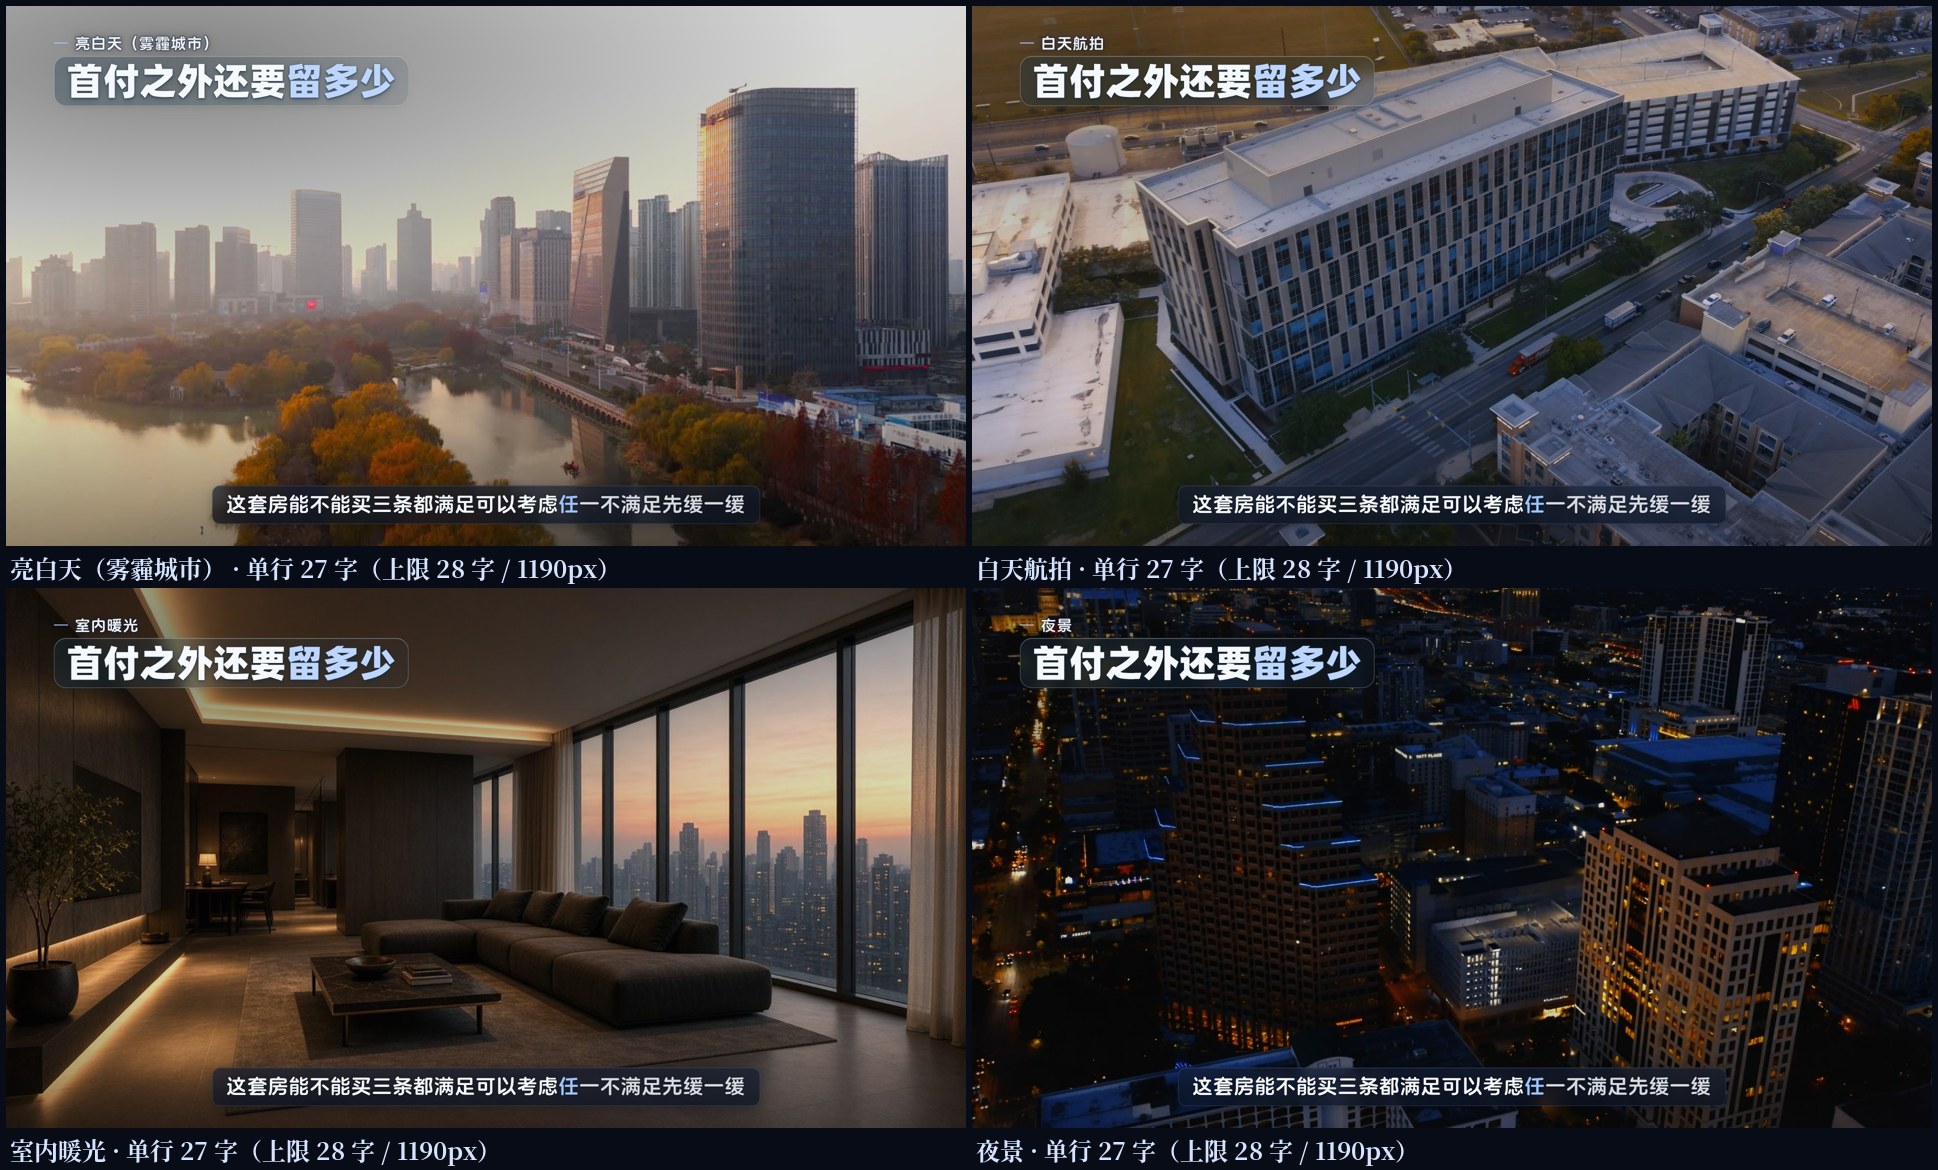 — 亮白天（雾霾城市）
首付之外还要留多少
这套房能不能买三条都满足可以考虑任一不满足先缓一缓
亮白天（雾霾城市） · 单行 27 字（上限 28 字 / 1190px）
— 白天航拍
首付之外还要留多少
这套房能不能买三条都满足可以考虑任一不满足先缓一缓
白天航拍 · 单行 27 字（上限 28 字 / 1190px）
— 室内暖光
首付之外还要留多少
这套房能不能买三条都满足可以考虑任一不满足先缓一缓
室内暖光 · 单行 27 字（上限 28 字 / 1190px）
— 夜景
首付之外还要留多少
这套房能不能买三条都满足可以考虑任一不满足先缓一缓
夜景 · 单行 27 字（上限 28 字 / 1190px）